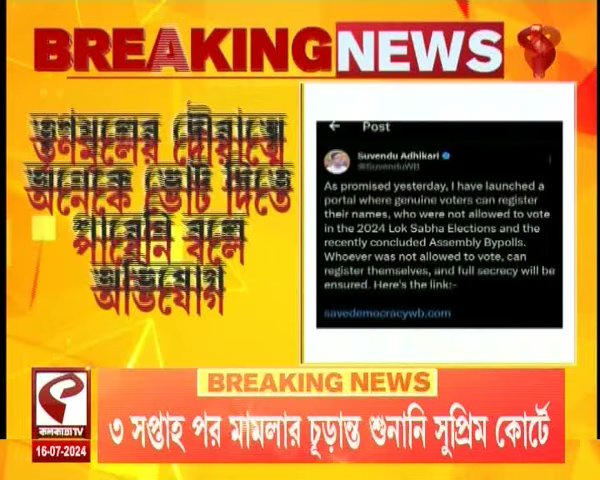 BREAKING NEWS
তৃণমূলের দৌরাত্মে
অনেকে ভোট দিতে
পারেনি বলে
অভিযোগ
Post
Suvendu Adhikari
@SuvenduWB
As promised yesterday, I have launched a
portal where genuine voters can register
their names, who were not allowed to vote
in the 2024 Lok Sabha Elections and the
recently concluded Assembly Bypolls.
Whoever was not allowed to vote, can
register themselves, and full secrecy will be
ensured. Here's the link:-
savedemocracywb.com
BREAKING NEWS
৩ সপ্তাহ পর মামলার চূড়ান্ত শুনানি সুপ্রিম কোর্টে
কলকাতা TV
16-07-2024